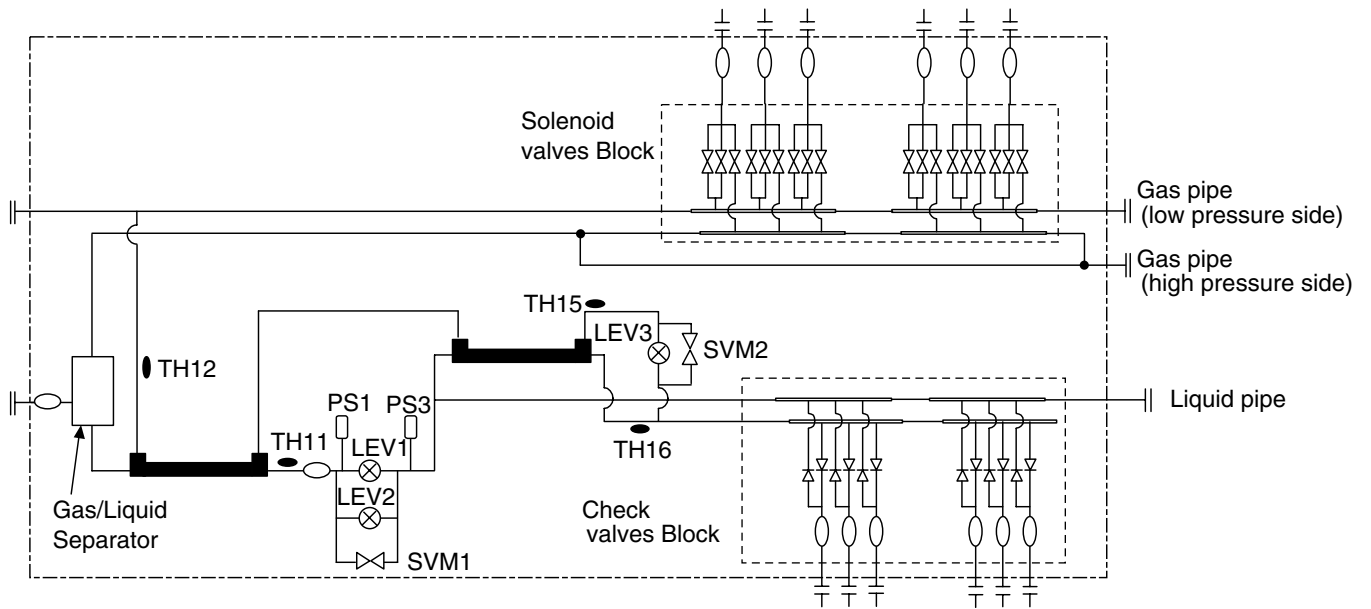 Solenoid
valves Block
Gas pipe
(low pressure side)
Gas pipe
(high pressure side)
TH15
LEV3
SVM2
TH12
PS1
PS3
Liquid pipe
TH11
LEV1
TH16
LEV2
Gas/Liquid
Separator
Check
valves Block
SVM1